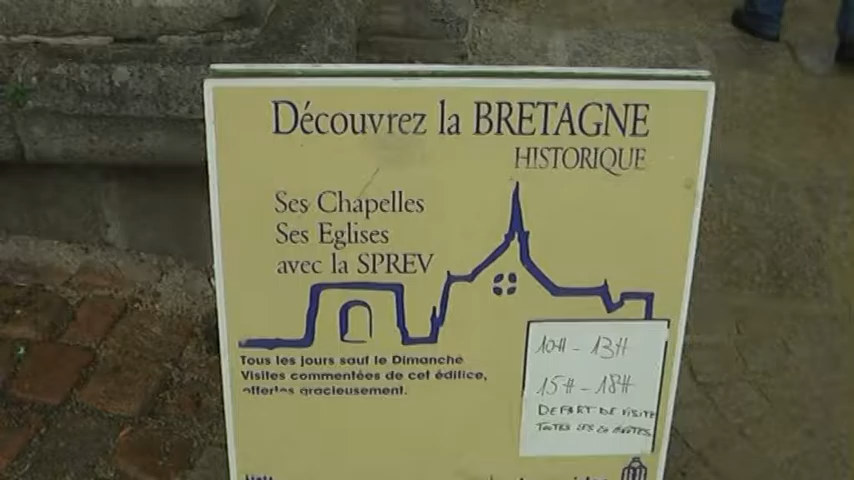 Découvrez la BRETAGNE
HISTORIQUE
Ses Chapelles
Ses Eglises
avec la SPREV
Tous les jours sauf le Dimanche
Visites commentées de cet édifice,
offertes gracieusement.
10H - 13H
15H - 18H
DEPART DE VISITE
TOUTES LES 20 MINUTES